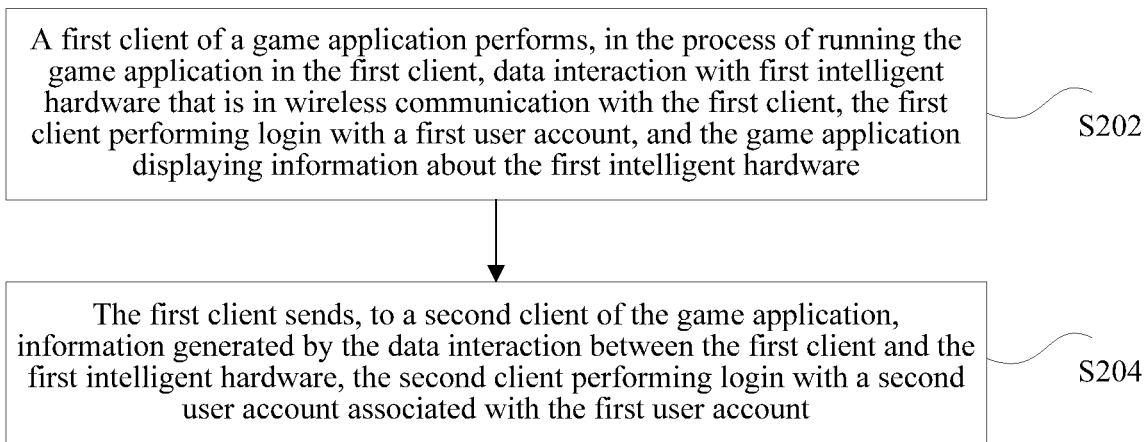 A first client of a game application performs, in the process of running the
game application in the first client, data interaction with first intelligent
hardware that is in wireless communication with the first client, the first
client performing login with a first user account, and the game application
displaying information about the first intelligent hardware
S202
The first client sends, to a second client of the game application,
information generated by the data interaction between the first client and the
first intelligent hardware, the second client performing login with a second
user account associated with the first user account
S204